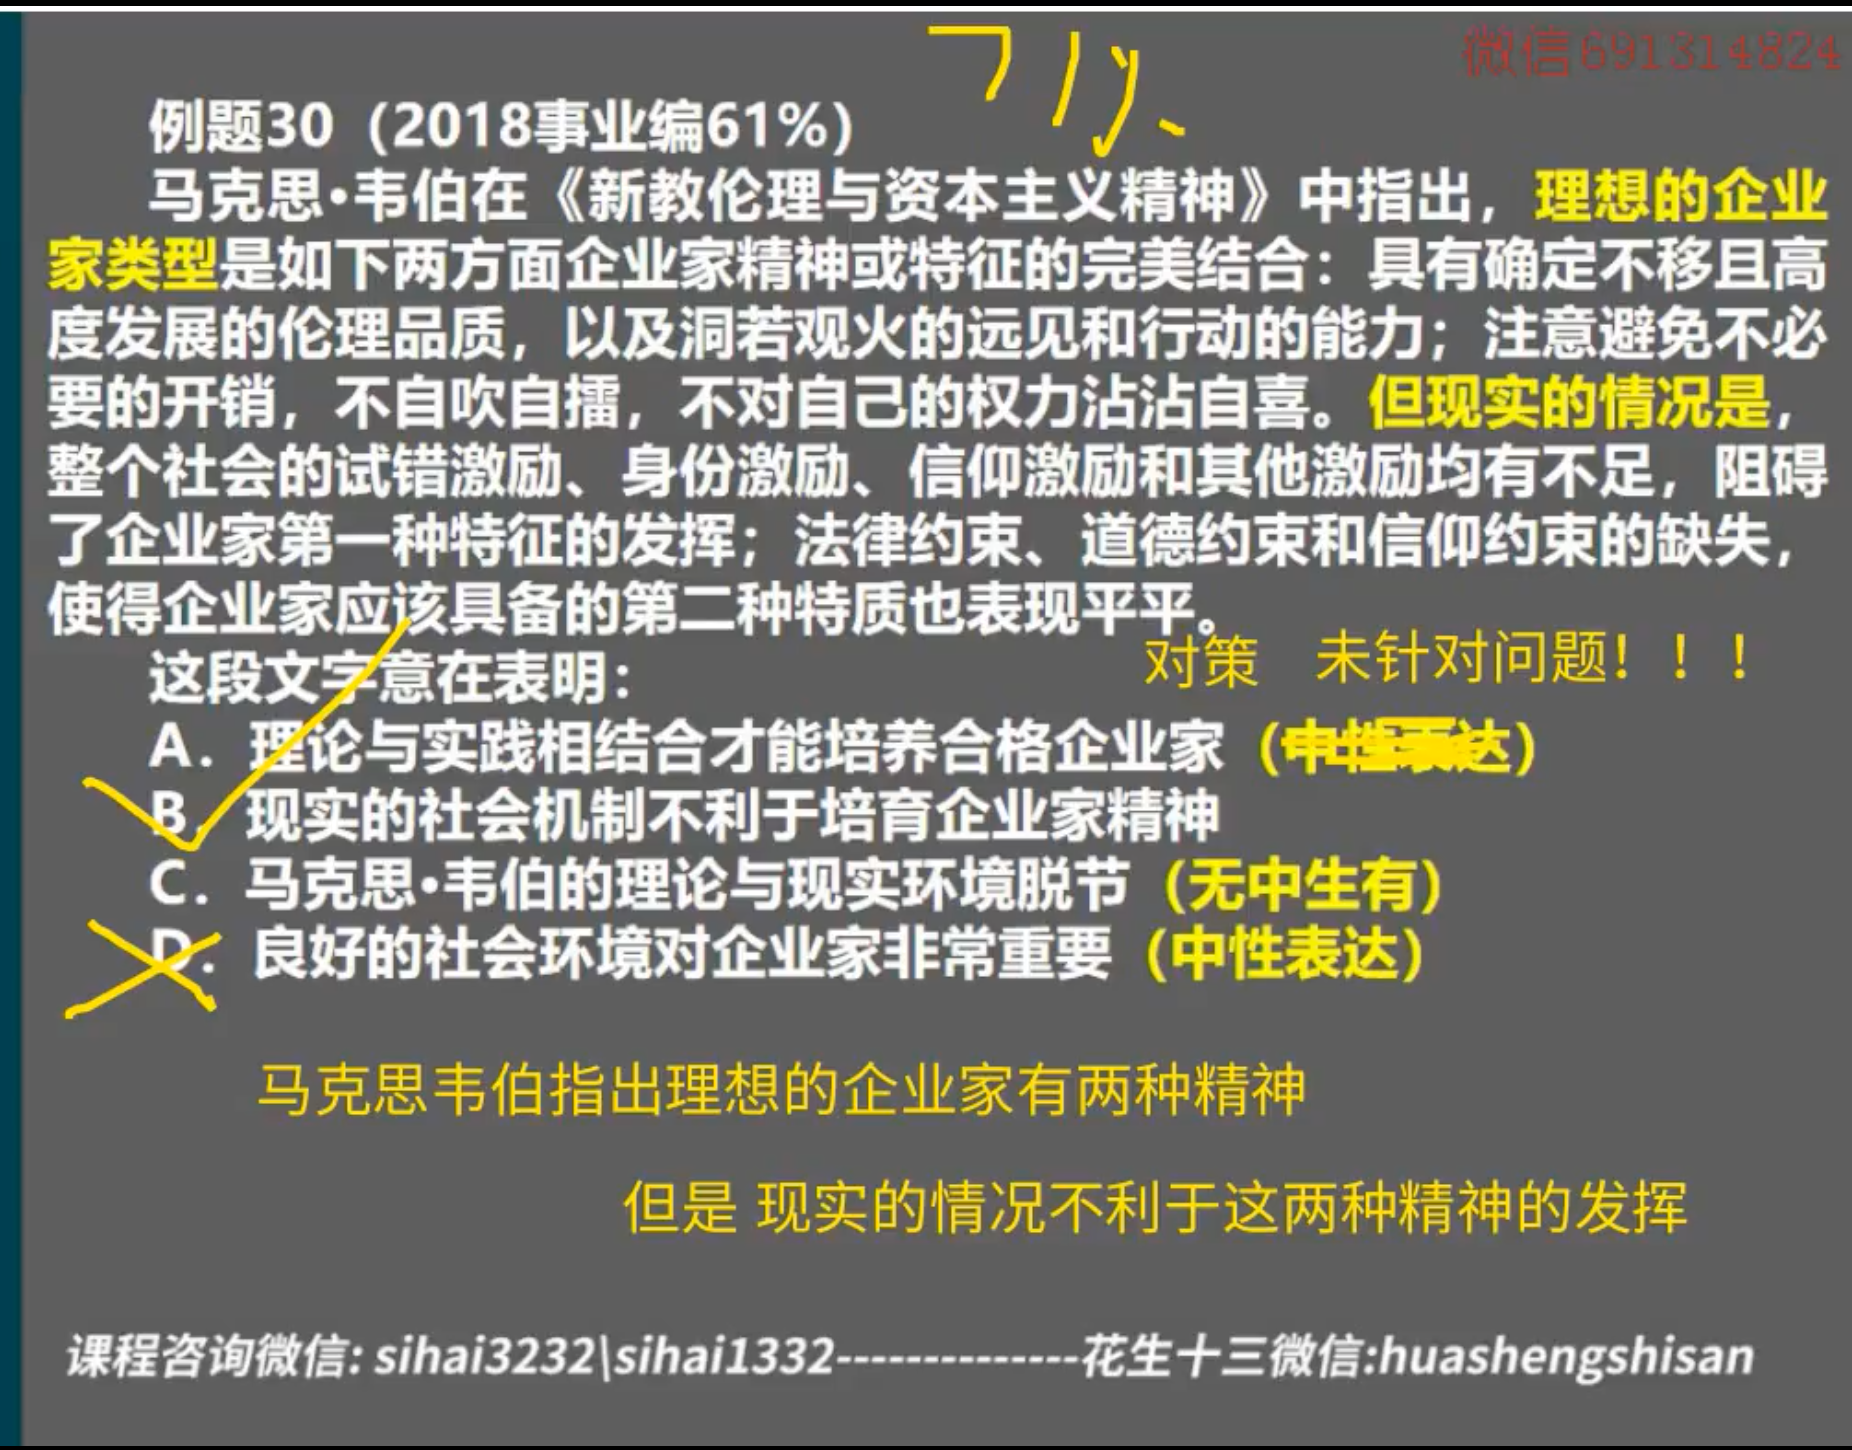 微信691314824
例题30（2018事业编61%）
马克思•韦伯在《新教伦理与资本主义精神》中指出，理想的企业
家类型是如下两方面企业家精神或特征的完美结合：具有确定不移且高
度发展的伦理品质，以及洞若观火的远见和行动的能力；注意避免不必
要的开销，不自吹自擂，不对自己的权力沾沾自喜。但现实的情况是，
整个社会的试错激励、身份激励、信仰激励和其他激励均有不足，阻碍
了企业家第一种特征的发挥；法律约束、道德约束和信仰约束的缺失，
使得企业家应该具备的第二种特质也表现平平。
这段文字意在表明：
对策 未针对问题！！！
A. 理论与实践相结合才能培养合格企业家（中性表达）
B. 现实的社会机制不利于培育企业家精神
C. 马克思•韦伯的理论与现实环境脱节（无中生有）
D. 良好的社会环境对企业家非常重要（中性表达）
马克思韦伯指出理想的企业家有两种精神
但是 现实的情况不利于这两种精神的发挥
课程咨询微信: sihai3232\sihai1332--------------花生十三微信:huashengshisan